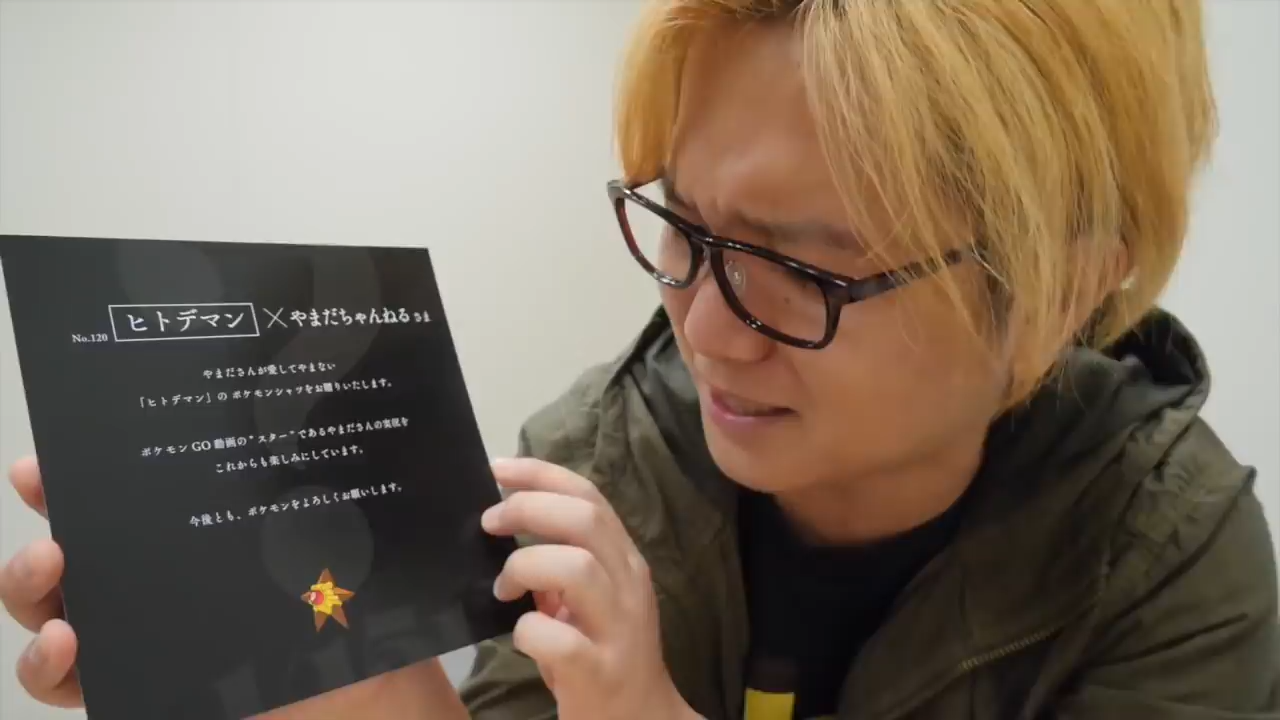 No.120 ヒトデマン×やまだちゃんねるさま
やまださんが愛してやまない
「ヒトデマン」のポケモンシャツをお贈りいたします。
ポケモンGO動画の"スター"であるやまださんの実況を
これからも楽しみにしています。
今後とも、ポケモンをよろしくお願いします。